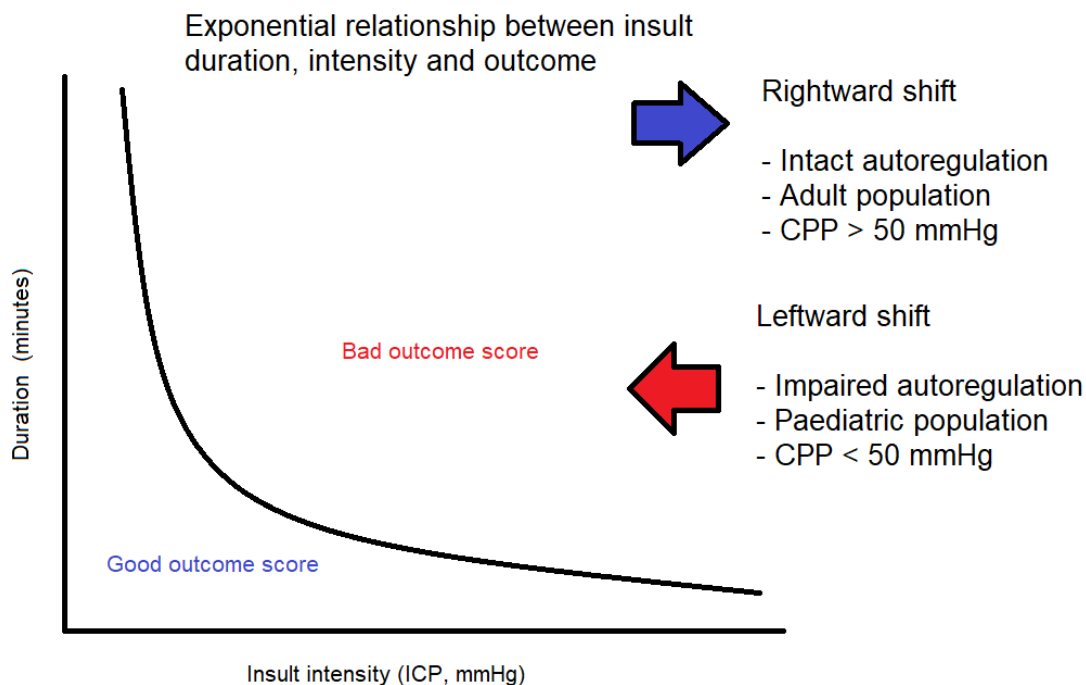 Exponential relationship between insult
duration, intensity and outcome
Rightward shift
- Intact autoregulation
- Adult population
- CPP > 50 mmHg
Leftward shift
- Impaired autoregulation
- Paediatric population
- CPP < 50 mmHg
Bad outcome score
Good outcome score
Duration (minutes)
Insult intensity (ICP, mmHg)